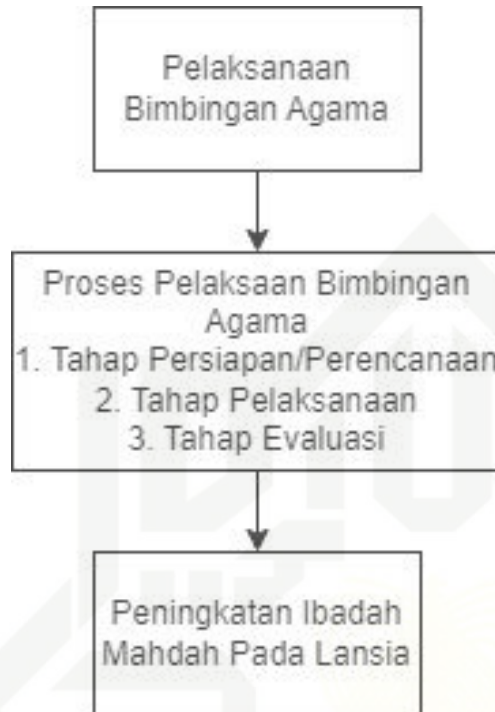 Pelaksanaan
Bimbingan Agama
Proses Pelaksaan Bimbingan
Agama
1. Tahap Persiapan/Perencanaan
2. Tahap Pelaksanaan
3. Tahap Evaluasi
Peningkatan Ibadah
Mahdah Pada Lansia